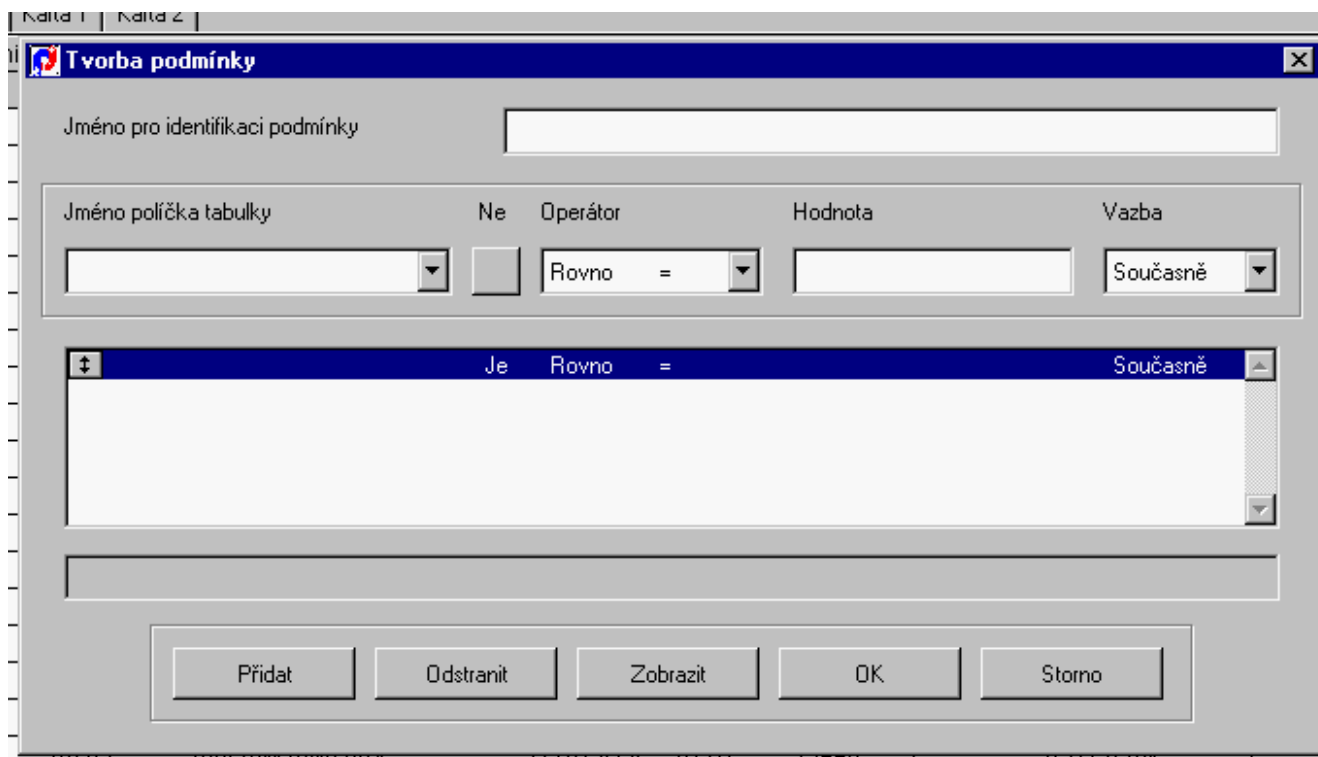 Karta 1 Karta 2
Tvorba podmínky
Jméno pro identifikaci podmínky
Jméno políčka tabulky Ne Operátor Hodnota Vazba
Rovno = Současně
Je Rovno = Současně
Přidat Odstranit Zobrazit OK Storno